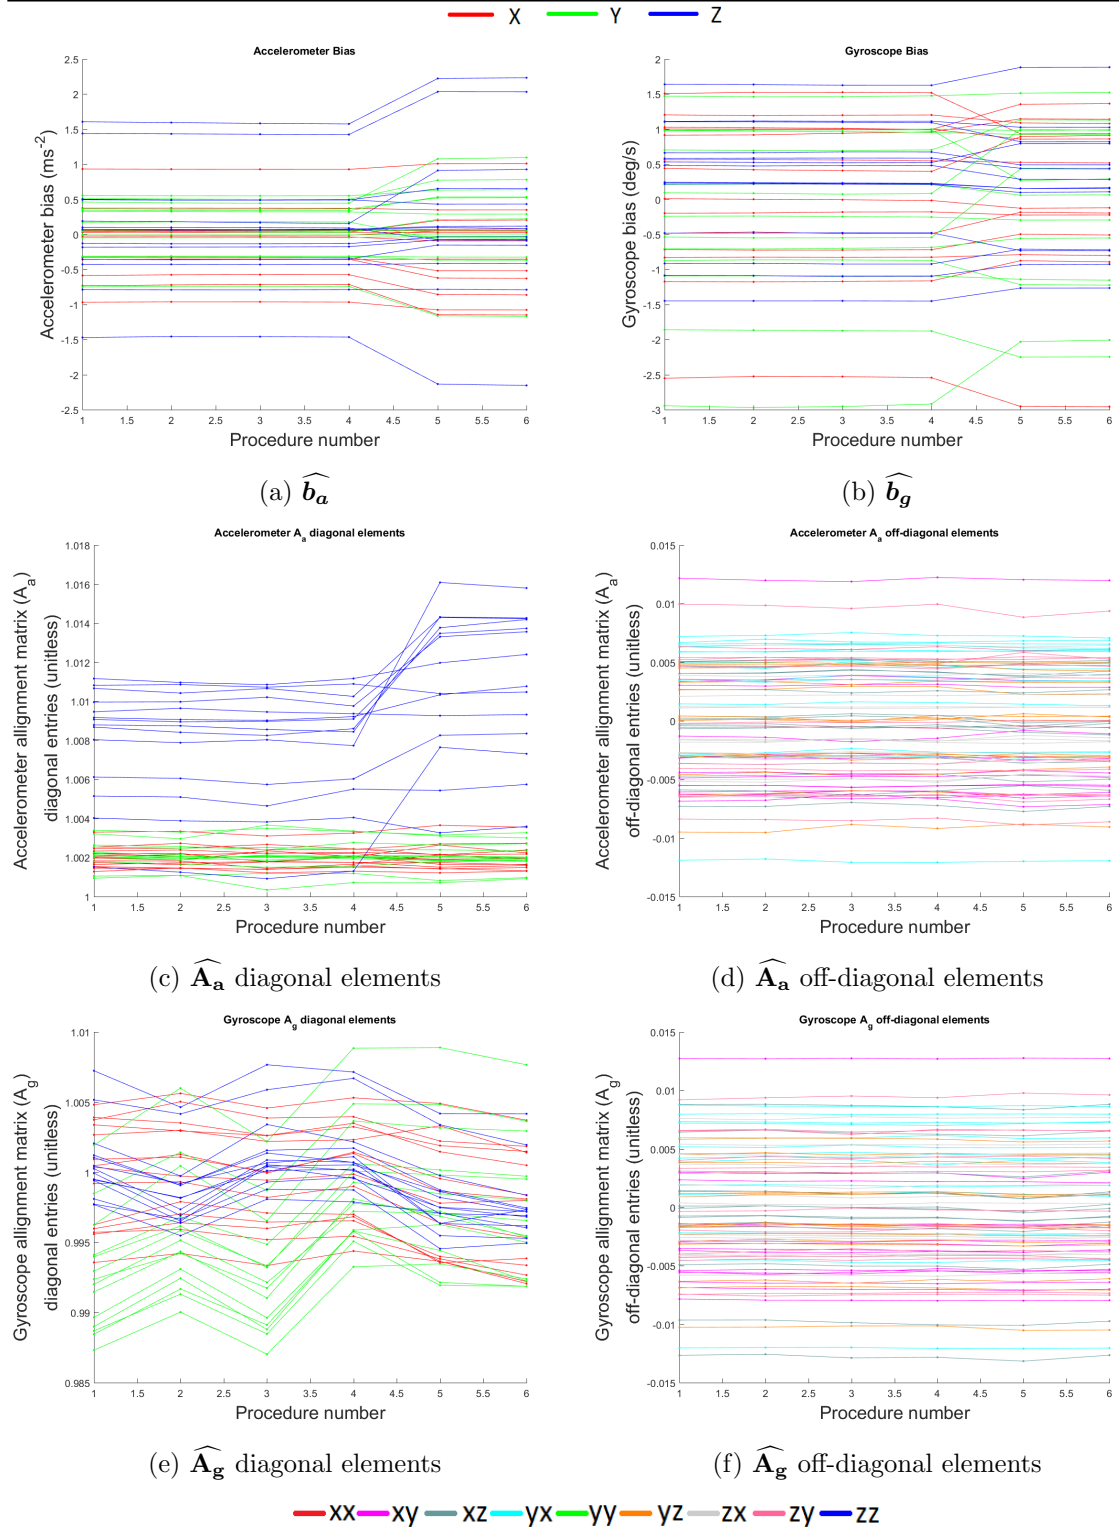 X Y Z
Accelerometer Bias
2.5
2
1.5
1
0.5
0
-0.5
-1
-1.5
-2
-2.5
Accelerometer bias (ms-2)
1 1.5 2 2.5 3 3.5 4 4.5 5 5.5 6
Procedure number
(a) b̂a
Gyroscope Bias
2
1.5
1
0.5
0
-0.5
-1
-1.5
-2
-2.5
-3
Gyroscope bias (deg/s)
1 1.5 2 2.5 3 3.5 4 4.5 5 5.5 6
Procedure number
(b) b̂g
Accelerometer Aa diagonal elements
1.018
1.016
1.014
1.012
1.01
1.008
1.006
1.004
1.002
1
Accelerometer allignment matrix (Aa)
diagonal entries (unitless)
1 1.5 2 2.5 3 3.5 4 4.5 5 5.5 6
Procedure number
(c) Âa diagonal elements
Accelerometer Aa off-diagonal elements
0.015
0.01
0.005
0
-0.005
-0.01
-0.015
Accelerometer allignment matrix (Aa)
off-diagonal entries (unitless)
1 1.5 2 2.5 3 3.5 4 4.5 5 5.5 6
Procedure number
(d) Âa off-diagonal elements
Gyroscope Ag diagonal elements
1.01
1.005
1
0.995
0.99
0.985
Gyroscope allignment matrix (Ag)
diagonal entries (unitless)
1 1.5 2 2.5 3 3.5 4 4.5 5 5.5 6
Procedure number
(e) Âg diagonal elements
Gyroscope Ag off-diagonal elements
0.015
0.01
0.005
0
-0.005
-0.01
-0.015
Gyroscope allignment matrix (Ag)
off-diagonal entries (unitless)
1 1.5 2 2.5 3 3.5 4 4.5 5 5.5 6
Procedure number
(f) Âg off-diagonal elements
xx xy xz yx yy yz zx zy zz